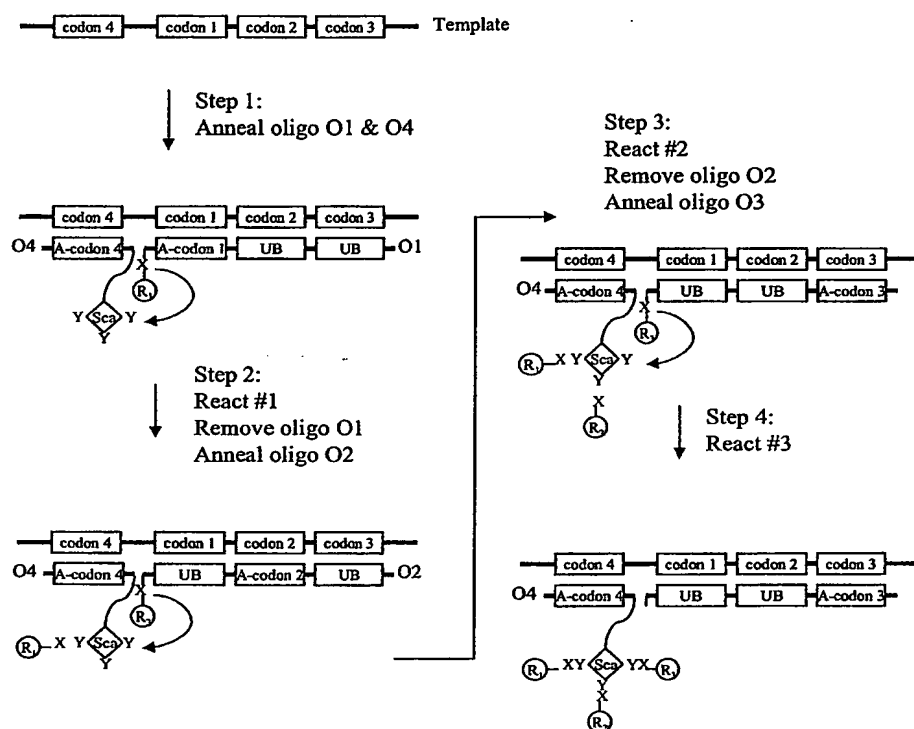 codon 4 codon 1 codon 2 codon 3 Template
Step 1:
Anneal oligo O1 & O4
codon 4 codon 1 codon 2 codon 3
O4 A-codon 4 A-codon 1 UB UB O1
X
R1
Y Sca Y
Y
Step 2:
React #1
Remove oligo O1
Anneal oligo O2
codon 4 codon 1 codon 2 codon 3
O4 A-codon 4 UB A-codon 2 UB O2
X
R2
R1 X Y Sca Y
Y
Step 3:
React #2
Remove oligo O2
Anneal oligo O3
codon 4 codon 1 codon 2 codon 3
O4 A-codon 4 UB UB A-codon 3
X
R3
R1 X Y Sca Y
Y
X
R2
Step 4:
React #3
codon 4 codon 1 codon 2 codon 3
O4 A-codon 4 UB UB A-codon 3
R1 XY Sca YX R3
Y
X
R2